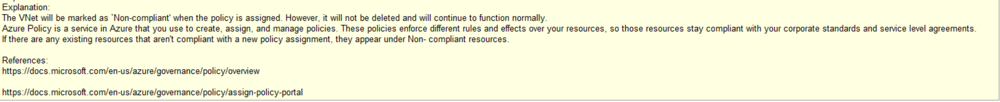 Explanation:
The VNet will be marked as `Non-compliant' when the policy is assigned. However, it will not be deleted and will continue to function normally.
Azure Policy is a service in Azure that you use to create, assign, and manage policies. These policies enforce different rules and effects over your resources, so those resources stay compliant with your corporate standards and service level agreements.
If there are any existing resources that aren't compliant with a new policy assignment, they appear under Non- compliant resources.
References:
https://docs.microsoft.com/en-us/azure/governance/policy/overview
https://docs.microsoft.com/en-us/azure/governance/policy/assign-policy-portal